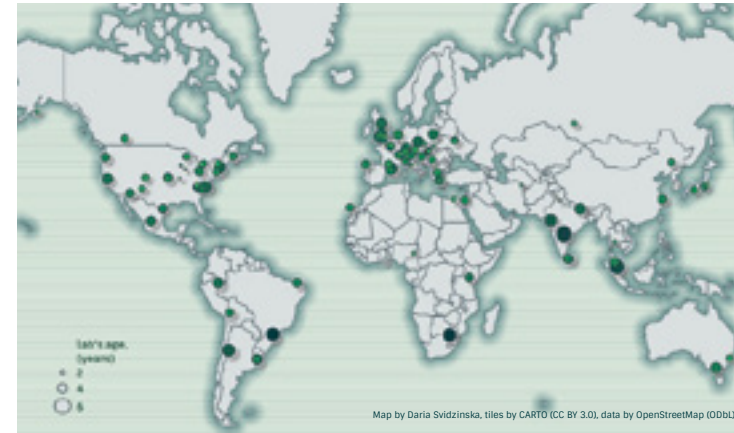 lab's age,
(years)
2
4
5
Map by Daria Svidzinska, tiles by CARTO (CC BY 3.0), data by OpenStreetMap (ODbL)